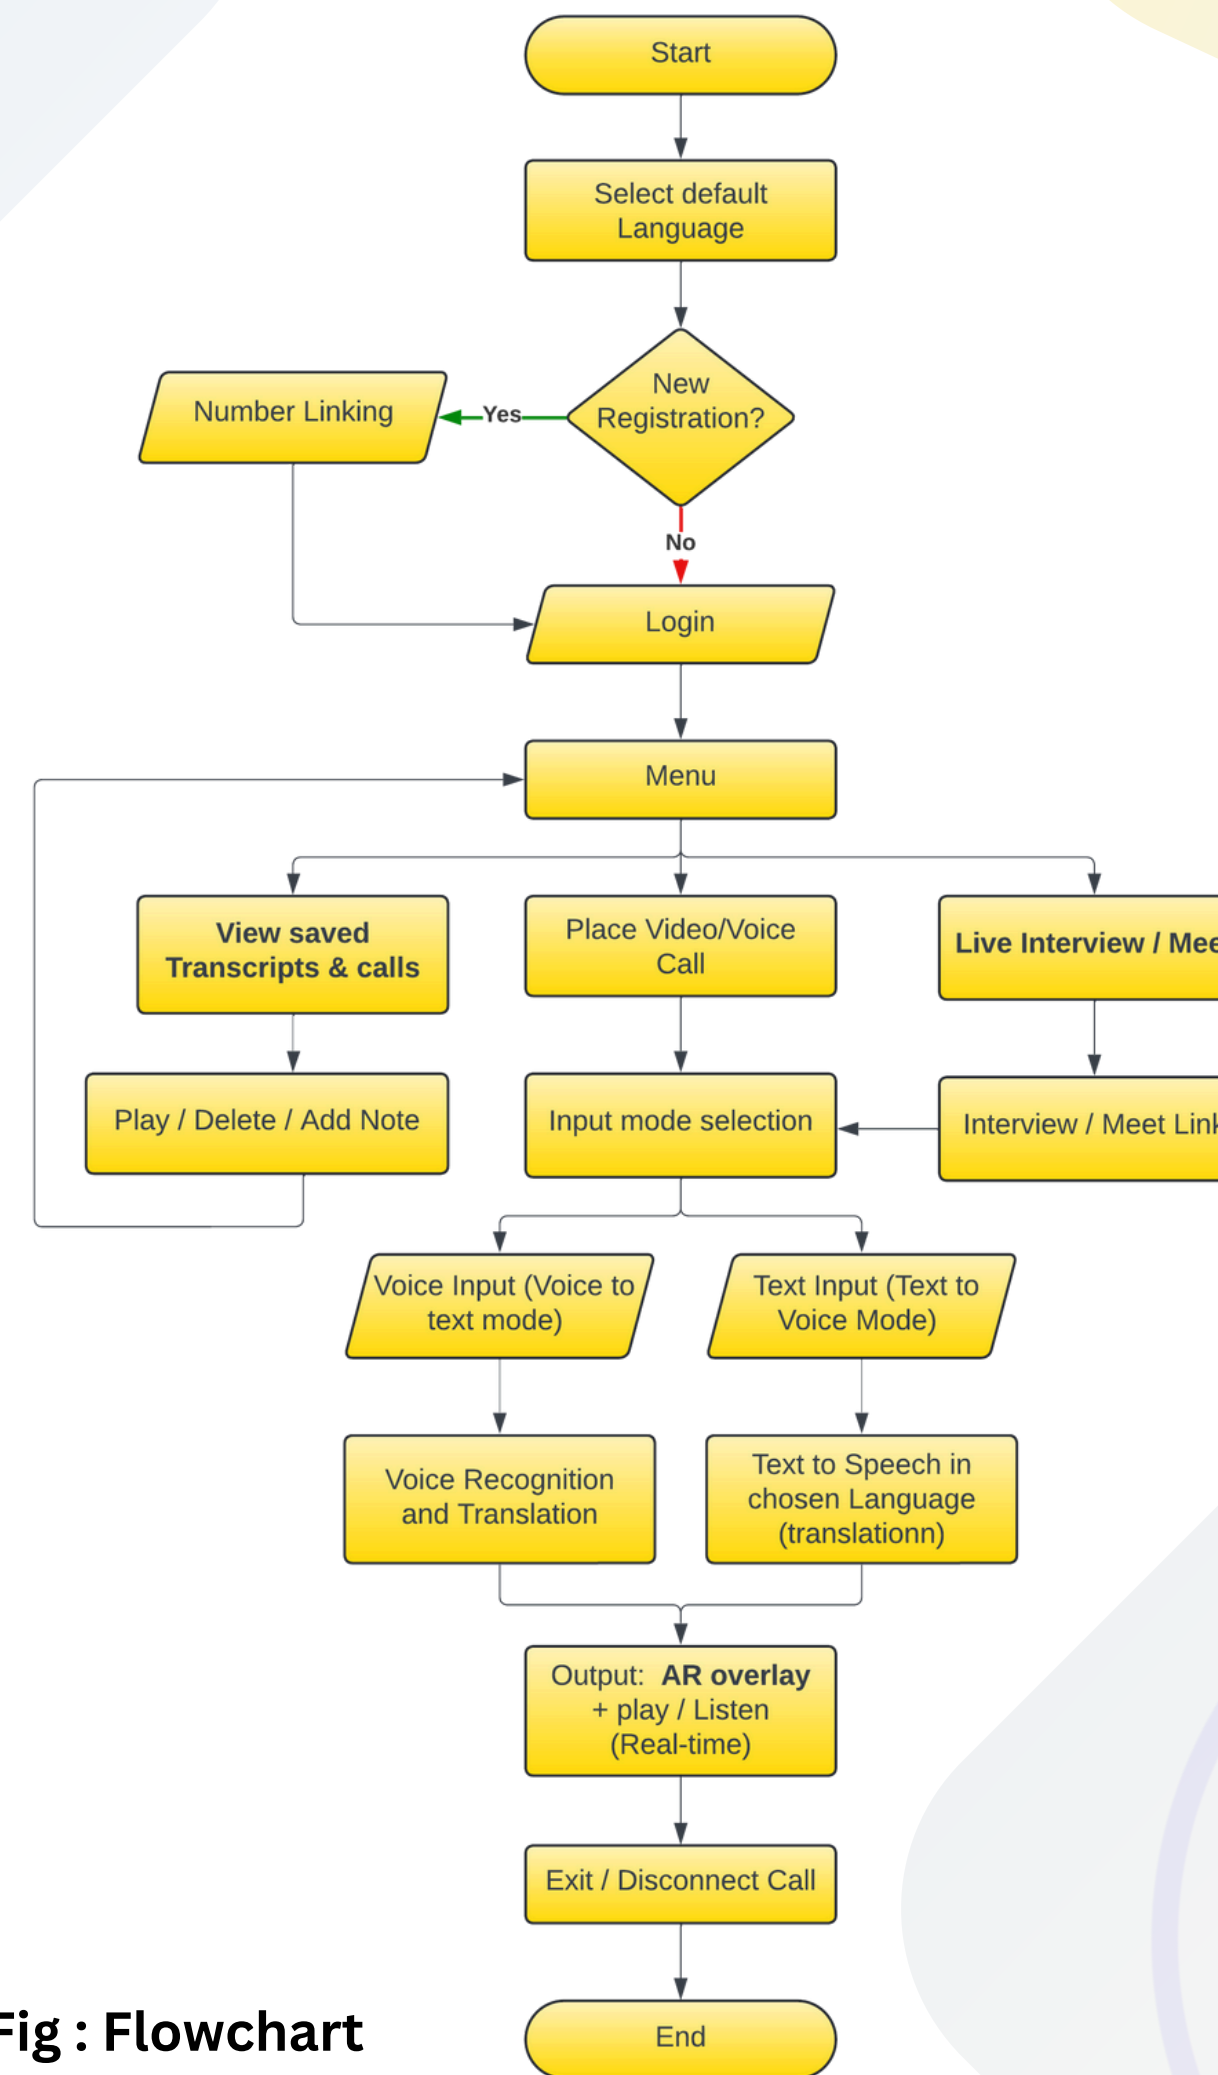 Start
Select default
Language
New
Registration?
Yes
Number Linking
No
Login
Menu
View saved
Transcripts & calls
Place Video/Voice
Call
Live Interview /
Play / Delete / Add Note
Input mode selection
Interview / Meet
Voice Input (Voice to
text mode)
Text Input (Text to
Voice Mode)
Voice Recognition
and Translation
Text to Speech in
chosen Language
(translationn)
Output: AR overlay
+ play / Listen
(Real-time)
Exit / Disconnect Call
End
Fig : Flowchart